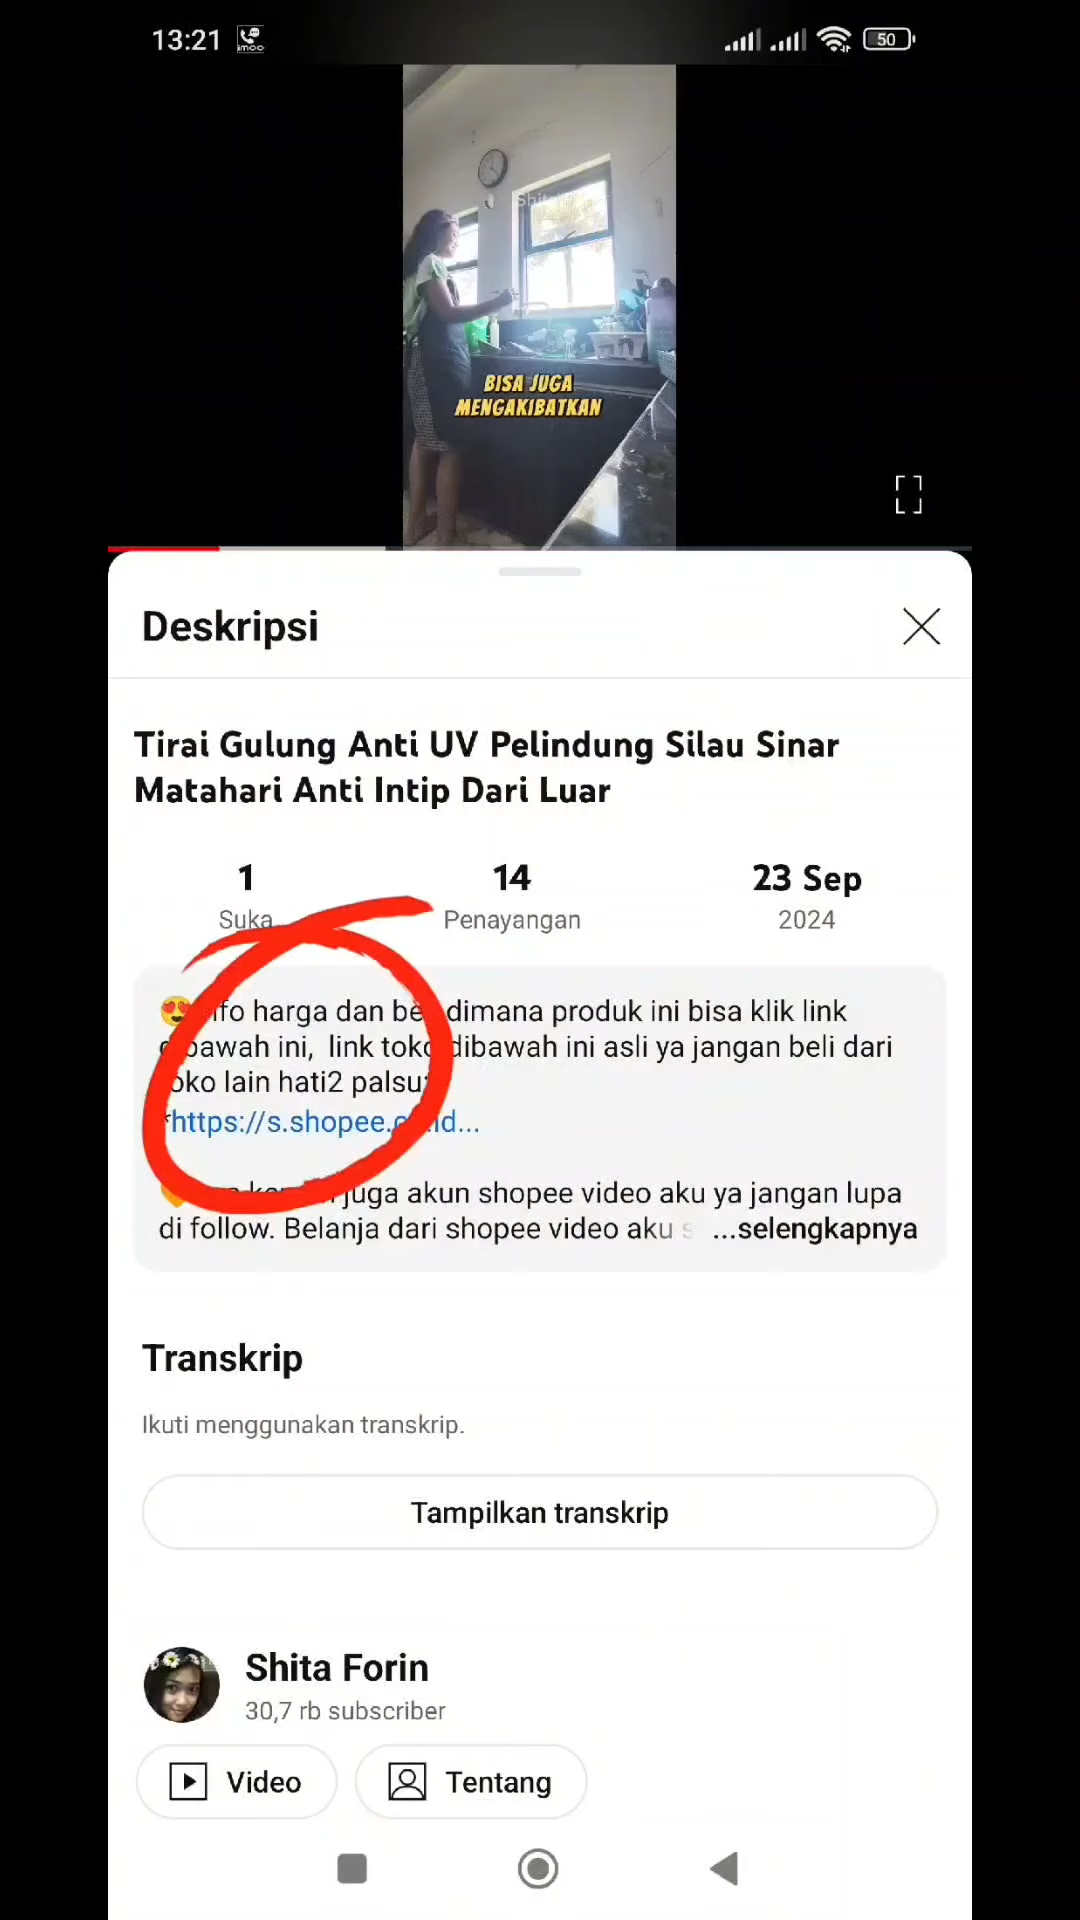 13:21
imoo
50
Shita
BISA JUGA
MENGAKIBATKAN
Deskripsi
Tirai Gulung Anti UV Pelindung Silau Sinar
Matahari Anti Intip Dari Luar
1
Suka
14
Penayangan
23 Sep
2024
harga dan dimana produk ini bisa klik link
ini, link toko dibawah ini asli ya jangan beli dari
lain hati2 palsu
*https://s.shopee.co.id...
juga akun shopee video aku ya jangan lupa
di follow. Belanja dari shopee video aku s ...selengkapnya
Transkrip
Ikuti menggunakan transkrip.
Tampilkan transkrip
Shita Forin
30,7 rb subscriber
Video
Tentang